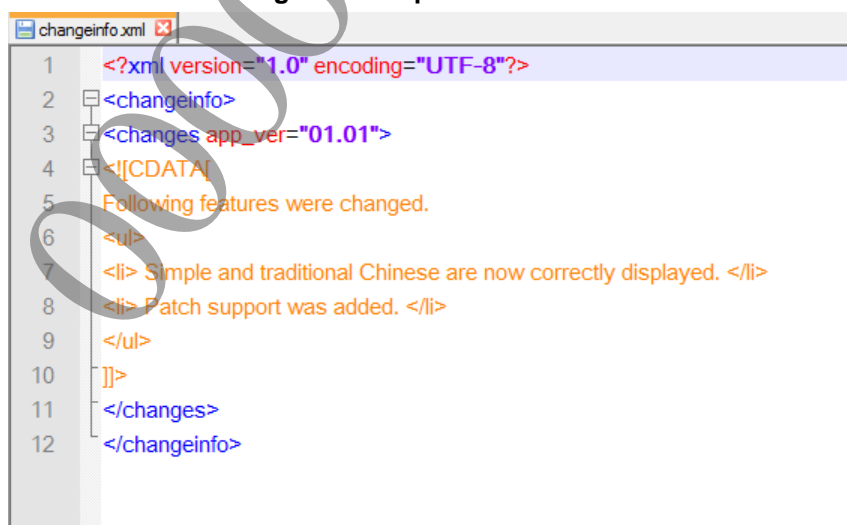 changeinfo.xml
1 <?xml version="1.0" encoding="UTF-8"?>
2 <changeinfo>
3 <changes app_ver="01.01">
4 <![CDATA[
5 Following features were changed.
6 <ul>
7 <li> Simple and traditional Chinese are now correctly displayed. </li>
8 <li> Patch support was added. </li>
9 </ul>
10 ]]>
11 </changes>
12 </changeinfo>